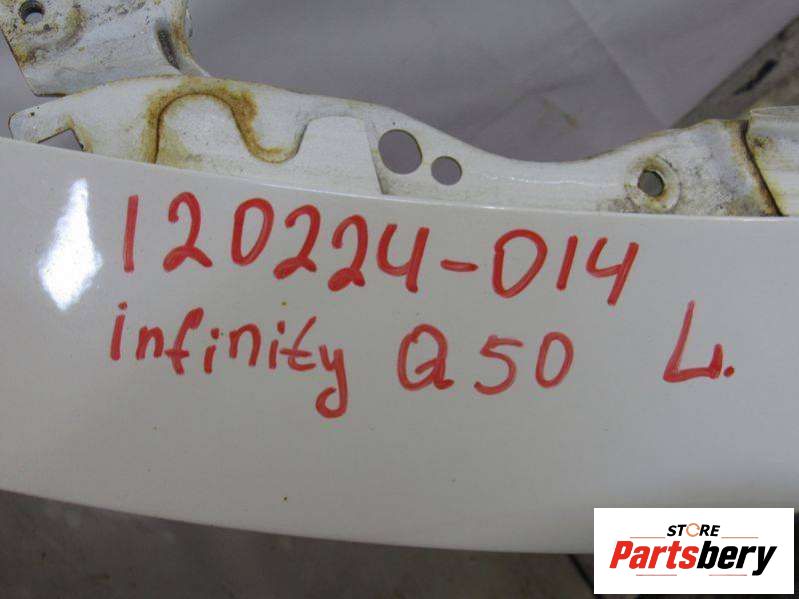 120224-014
infinity Q50 L.
STORE
Partsbery